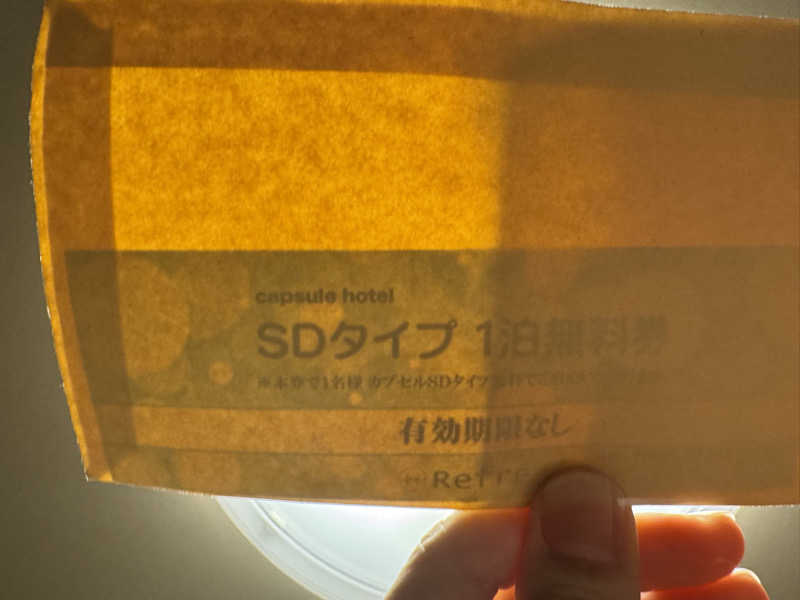 capsule hotel
SDタイプ 1泊無料券
※本券で1名様 カプセルSDタイプ
有効期限なし
Refre